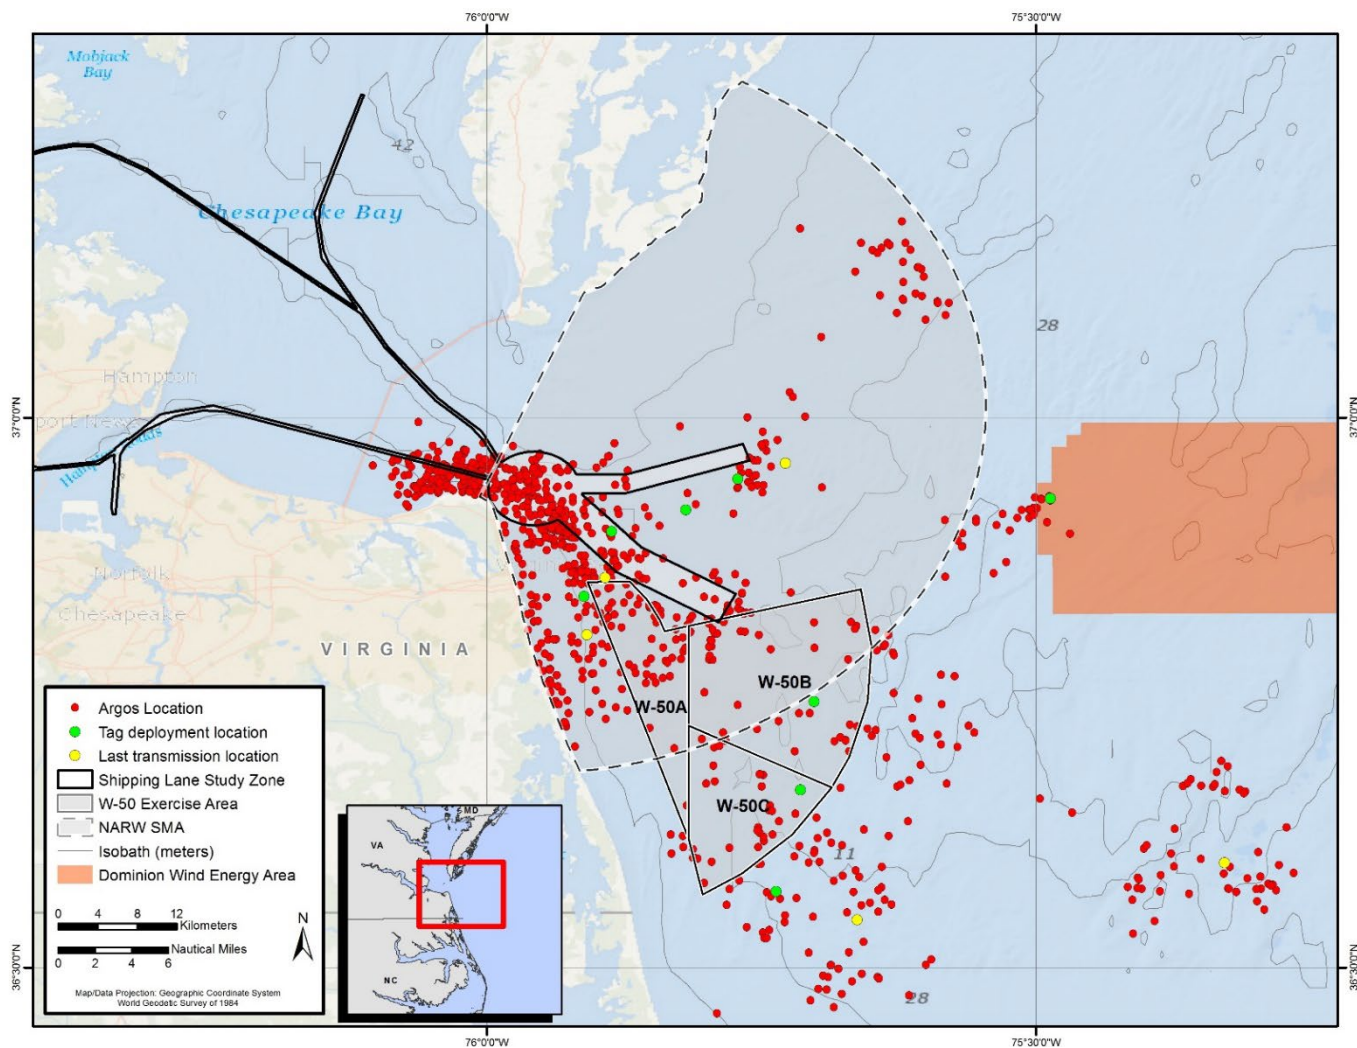 76°0'0"W
75°30'0"W
Mobjack
Bay
42
Chesapeake Bay
28
37°0'0"N
37°0'0"N
Hampton
port News
Norfolk
Chesapeake
VIRGINIA
W-50B
W-50A
W-50C
11
28
Argos Location
Tag deployment location
Last transmission location
Shipping Lane Study Zone
W-50 Exercise Area
NARW SMA
Isobath (meters)
Dominion Wind Energy Area
0 4 8 12
Kilometers
Nautical Miles
0 2 4 6
N
Map/Data Projection: Geographic Coordinate System
World Geodetic Survey of 1984
MD
VA
NC
36°30'0"N
36°30'0"N
76°0'0"W
75°30'0"W